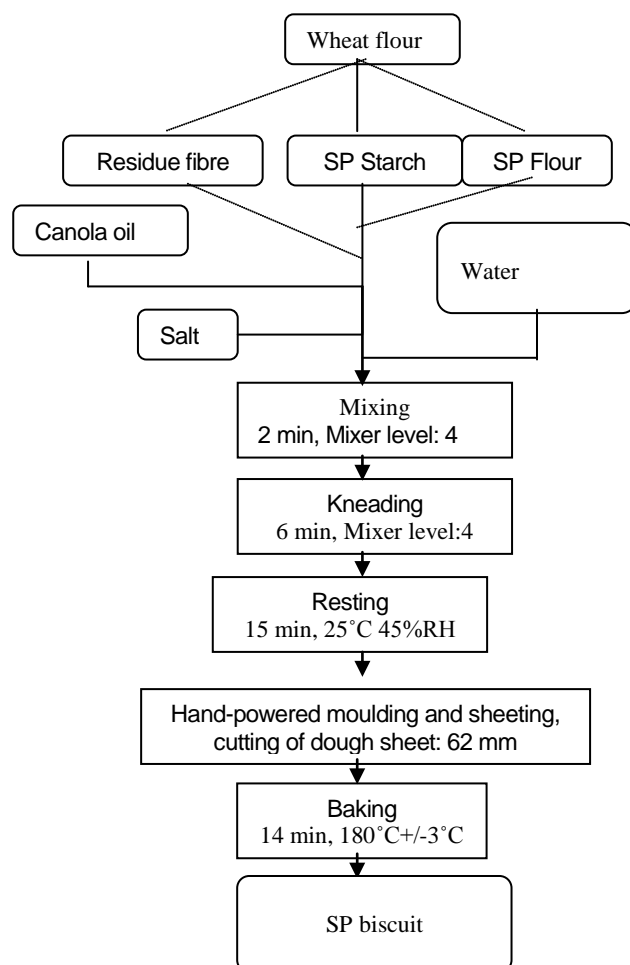 Wheat flour
Residue fibre
SP Starch
SP Flour
Canola oil
Water
Salt
Mixing
2 min, Mixer level: 4
Kneading
6 min, Mixer level:4
Resting
15 min, 25˚C 45%RH
Hand-powered moulding and sheeting,
cutting of dough sheet: 62 mm
Baking
14 min, 180˚C+/-3˚C
SP biscuit